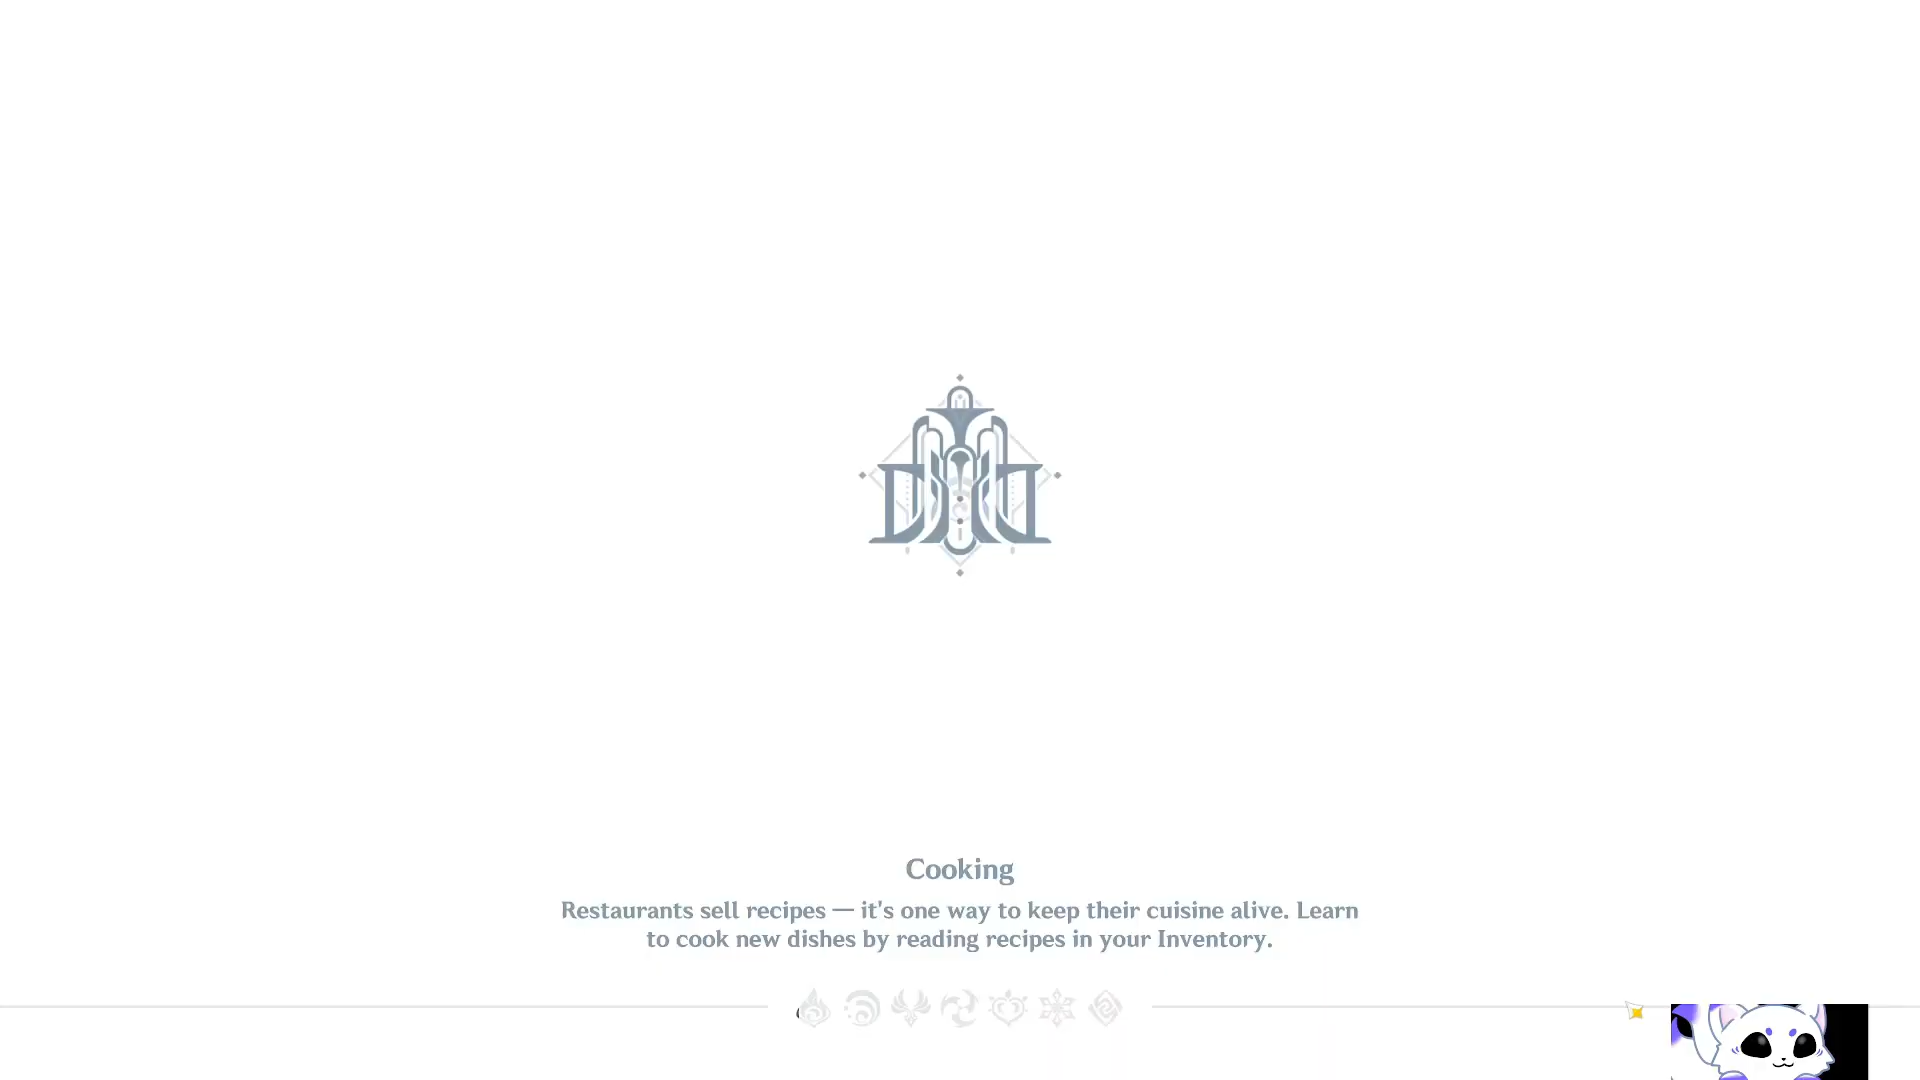 Cooking
Restaurants sell recipes — it's one way to keep their cuisine alive. Learn
to cook new dishes by reading recipes in your Inventory.